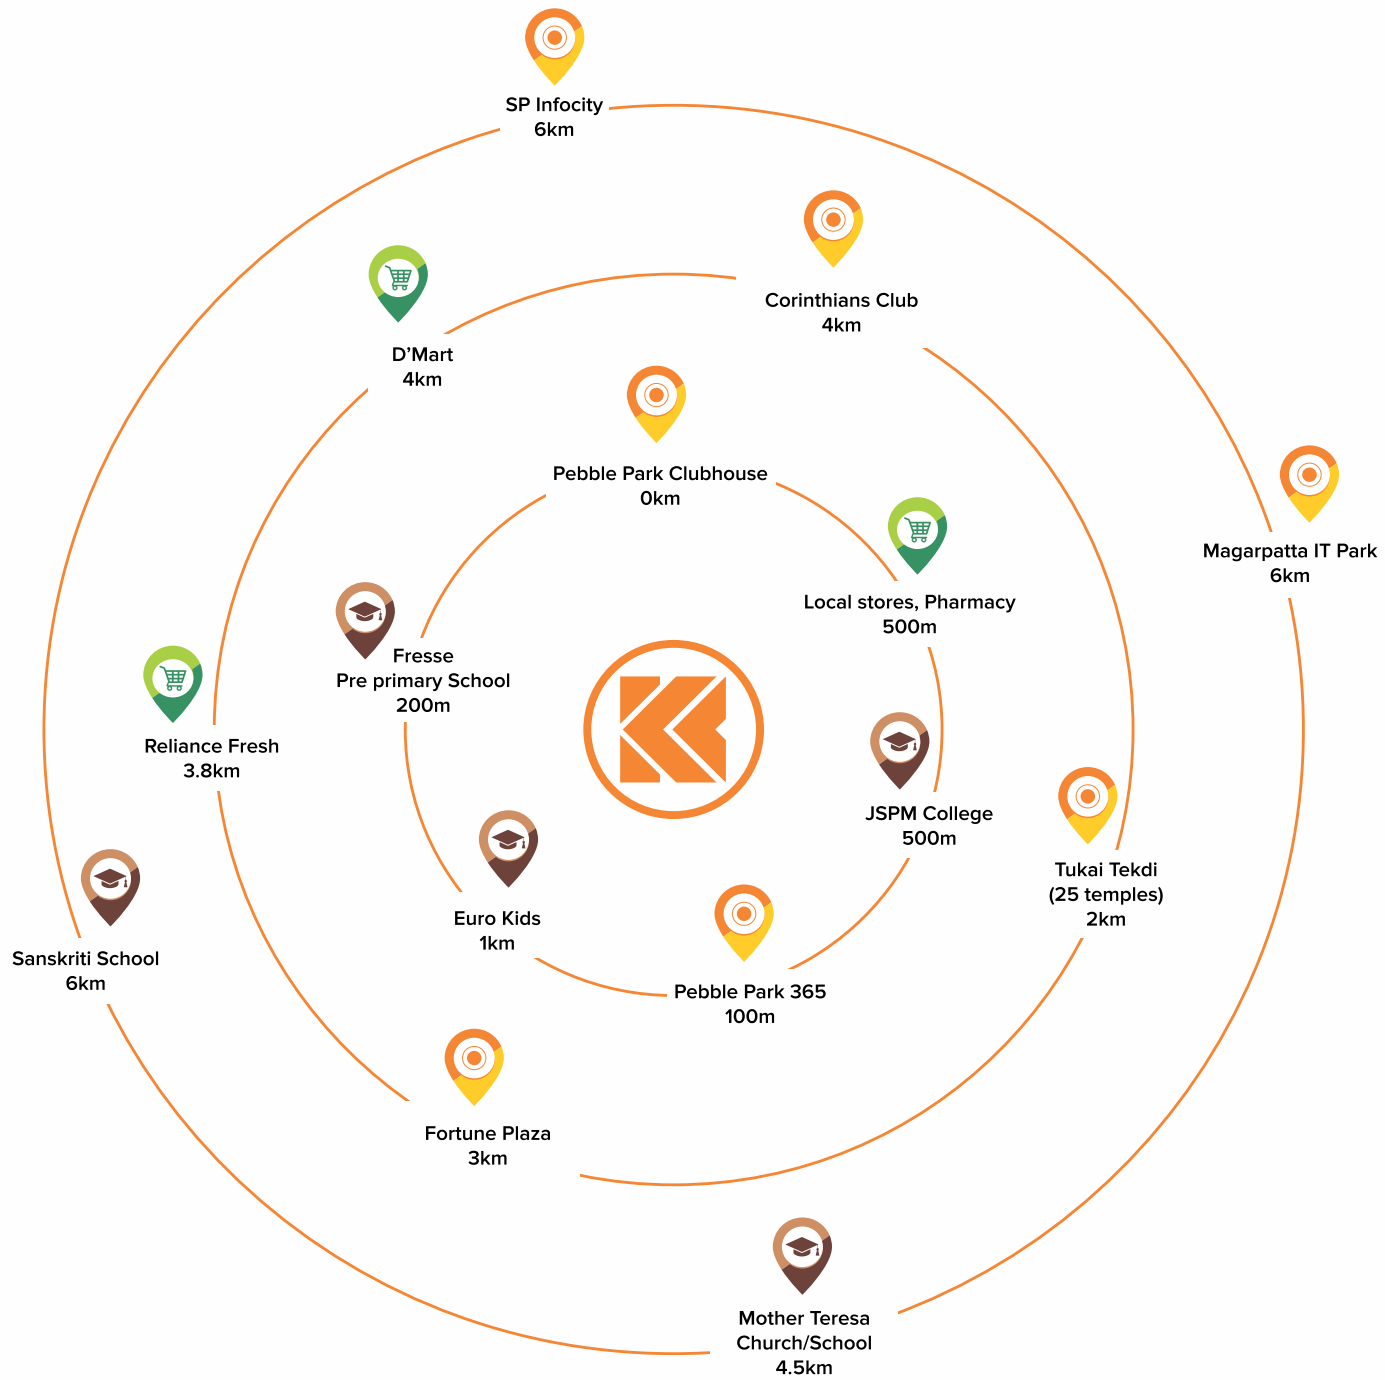 SP Infocity
6km
Corinthians Club
4km
D’Mart
4km
Pebble Park Clubhouse
0km
Magarpatta IT Park
6km
Local stores, Pharmacy
500m
Fresse
Pre primary School
200m
Reliance Fresh
3.8km
JSPM College
500m
Tukai Tekdi
(25 temples)
2km
Euro Kids
1km
Sanskriti School
6km
Pebble Park 365
100m
Fortune Plaza
3km
Mother Teresa
Church/School
4.5km